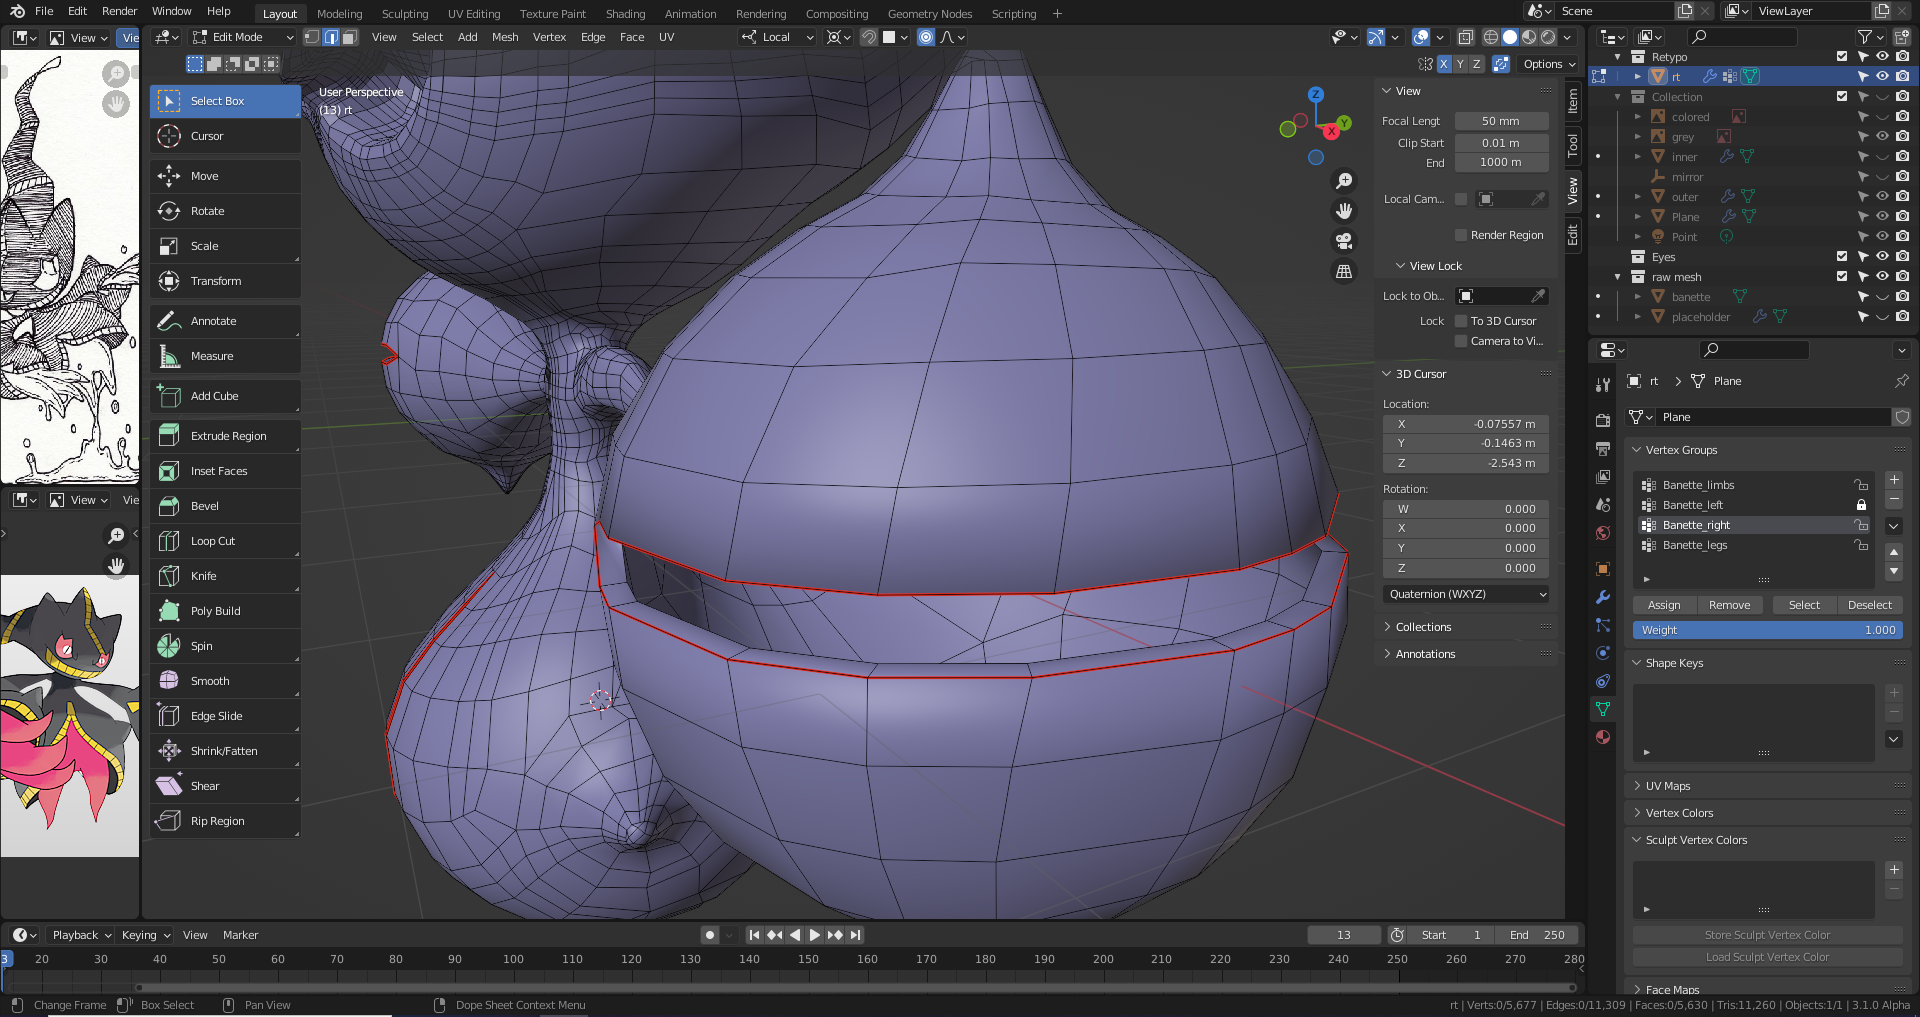 File Edit Render Window Help Layout Modeling Sculpting UV Editing Texture Paint Shading Animation Rendering Compositing Geometry Nodes Scripting + Scene ViewLayer
View Vie Edit Mode View Select Add Mesh Vertex Edge Face UV Local
X Y Z Options
User Perspective
(13) rt
Select Box
Cursor
Move
Rotate
Scale
Transform
Annotate
Measure
Add Cube
Extrude Region
Inset Faces
Bevel
Loop Cut
Knife
Poly Build
Spin
Smooth
Edge Slide
Shrink/Fatten
Shear
Rip Region
View Vie
Z
Y
X
View
Focal Lengt 50 mm
Clip Start 0.01 m
End 1000 m
Local Cam...
Render Region
View Lock
Lock to Ob...
Lock To 3D Cursor
Camera to Vi...
3D Cursor
Location:
X -0.07557 m
Y -0.1463 m
Z -2.543 m
Rotation:
W 0.000
X 0.000
Y 0.000
Z 0.000
Quaternion (WXYZ)
Collections
Annotations
Item
Tool
View
Edit
Retypo
rt
Collection
colored
grey
inner
mirror
outer
Plane
Point
Eyes
raw mesh
banette
placeholder
rt > Plane
Plane
Vertex Groups
Banette_limbs
Banette_left
Banette_right
Banette_legs
Assign Remove Select Deselect
Weight 1.000
Shape Keys
UV Maps
Vertex Colors
Sculpt Vertex Colors
Store Sculpt Vertex Color
Load Sculpt Vertex Color
Face Maps
Playback Keying View Marker 13 Start 1 End 250
3 20 30 40 50 60 70 80 90 100 110 120 130 140 150 160 170 180 190 200 210 220 230 240 250 260 270 280
Change Frame Box Select Pan View Dope Sheet Context Menu rt | Verts:0/5,677 | Edges:0/11,309 | Faces:0/5,630 | Tris:11,260 | Objects:1/1 | 3.1.0 Alpha